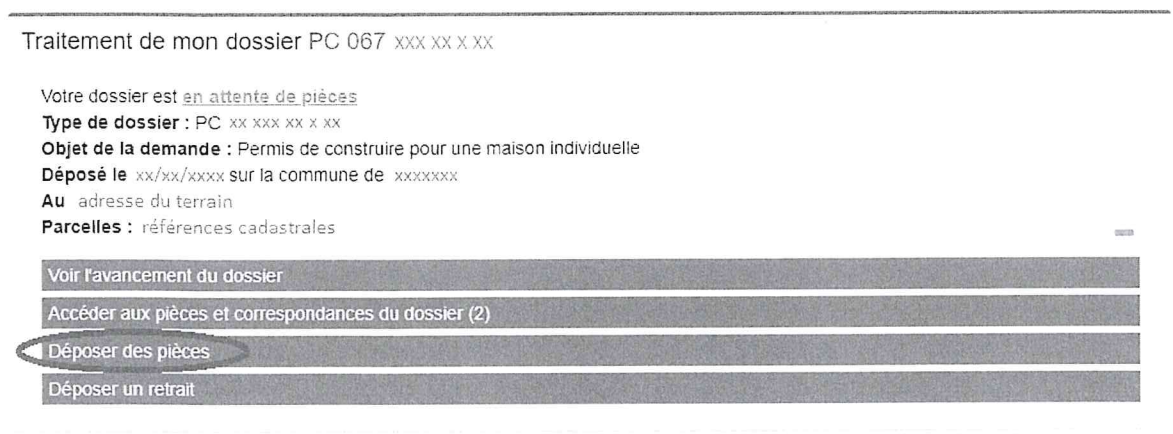 Traitement de mon dossier PC 067 xxx xx x xx
Votre dossier est en attente de pièces
Type de dossier : PC xx xxx xx x xx
Objet de la demande : Permis de construire pour une maison individuelle
Déposé le xx/xx/xxxx sur la commune de xxxxxxx
Au adresse du terrain
Parcelles : références cadastrales
Voir l'avancement du dossier
Accéder aux pièces et correspondances du dossier (2)
Déposer des pièces
Déposer un retrait